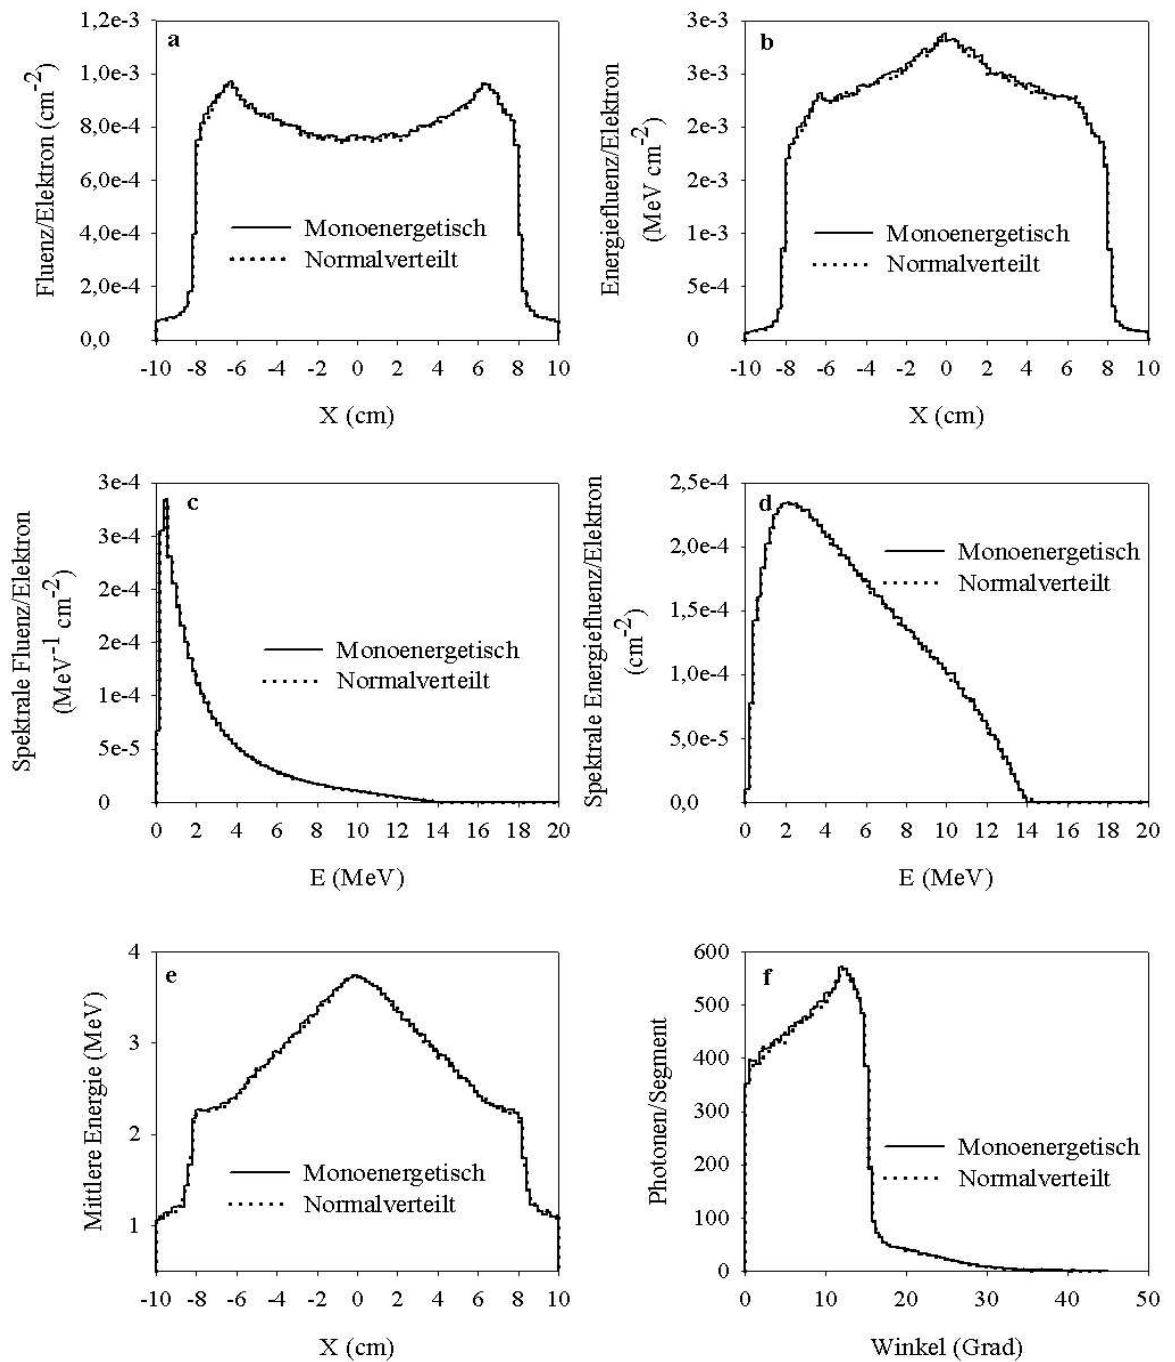 a
1,2e-3
1,0e-3
8,0e-4
6,0e-4
4,0e-4
2,0e-4
0,0
Fluenz/Elektron (cm-2)
Monoenergetisch
Normalverteilt
-10 -8 -6 -4 -2 0 2 4 6 8 10
X (cm)
b
3e-3
3e-3
2e-3
2e-3
1e-3
5e-4
0
Energiefluenz/Elektron
(MeV cm-2)
Monoenergetisch
Normalverteilt
-10 -8 -6 -4 -2 0 2 4 6 8 10
X (cm)
c
3e-4
3e-4
2e-4
2e-4
1e-4
5e-5
0
Spektrale Fluenz/Elektron
(MeV-1 cm-2)
Monoenergetisch
Normalverteilt
0 2 4 6 8 10 12 14 16 18 20
E (MeV)
d
2,5e-4
2,0e-4
1,5e-4
1,0e-4
5,0e-5
0,0
Spektrale Energiefluenz/Elektron
(cm-2)
Monoenergetisch
Normalverteilt
0 2 4 6 8 10 12 14 16 18 20
E (MeV)
e
4
3
2
1
Mittlere Energie (MeV)
Monoenergetisch
Normalverteilt
-10 -8 -6 -4 -2 0 2 4 6 8 10
X (cm)
f
600
500
400
300
200
100
0
Photonen/Segment
Monoenergetisch
Normalverteilt
0 10 20 30 40 50
Winkel (Grad)